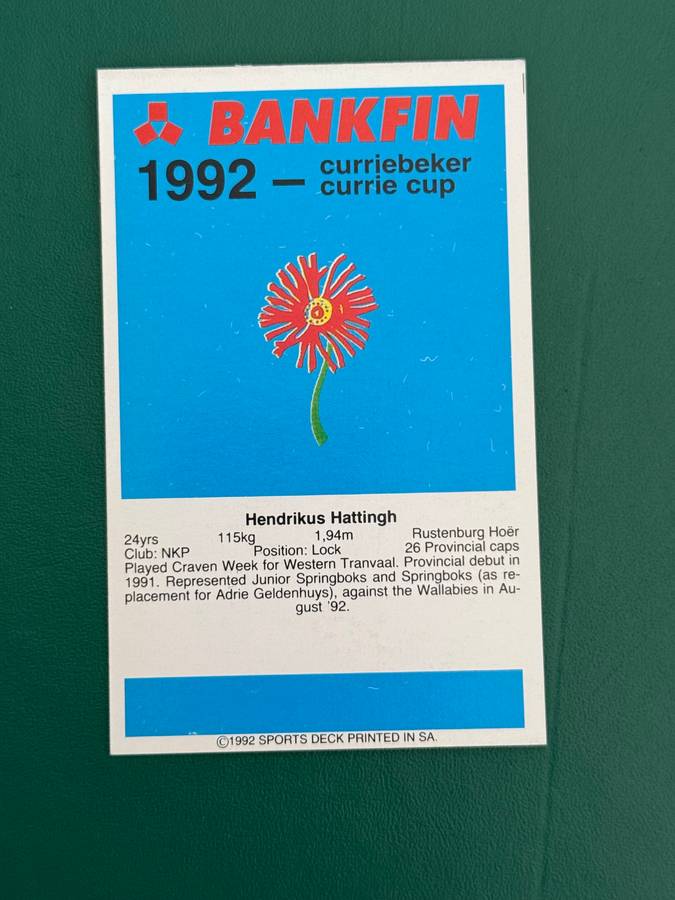 BANKFIN
1992 – curriebeker
currie cup
Hendrikus Hattingh
24yrs 115kg 1,94m Rustenburg Hoër
Club: NKP Position: Lock 26 Provincial caps
Played Craven Week for Western Tranvaal. Provincial debut in
1991. Represented Junior Springboks and Springboks (as re-
placement for Adrie Geldenhuys), against the Wallabies in Au-
gust '92.
©1992 SPORTS DECK PRINTED IN SA.